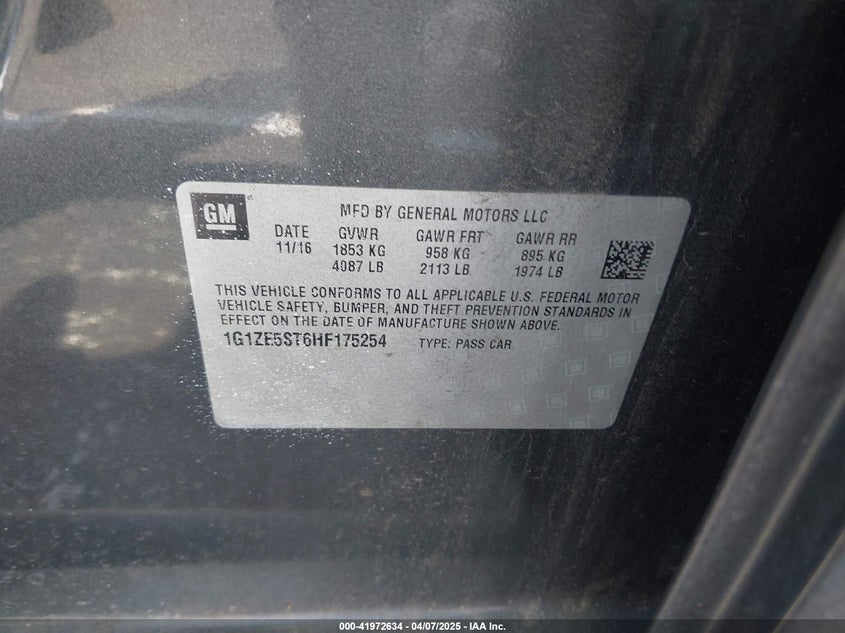 GM
MFD BY GENERAL MOTORS LLC
DATE GVWR GAWR FRT GAWR RR
11/16 1853 KG 958 KG 895 KG
4087 LB 2113 LB 1974 LB
THIS VEHICLE CONFORMS TO ALL APPLICABLE U.S. FEDERAL MOTOR
VEHICLE SAFETY, BUMPER, AND THEFT PREVENTION STANDARDS IN
EFFECT ON THE DATE OF MANUFACTURE SHOWN ABOVE.
1G1ZE5ST6HF175254 TYPE: PASS CAR
000-41972634 - 04/07/2025 - IAA Inc.